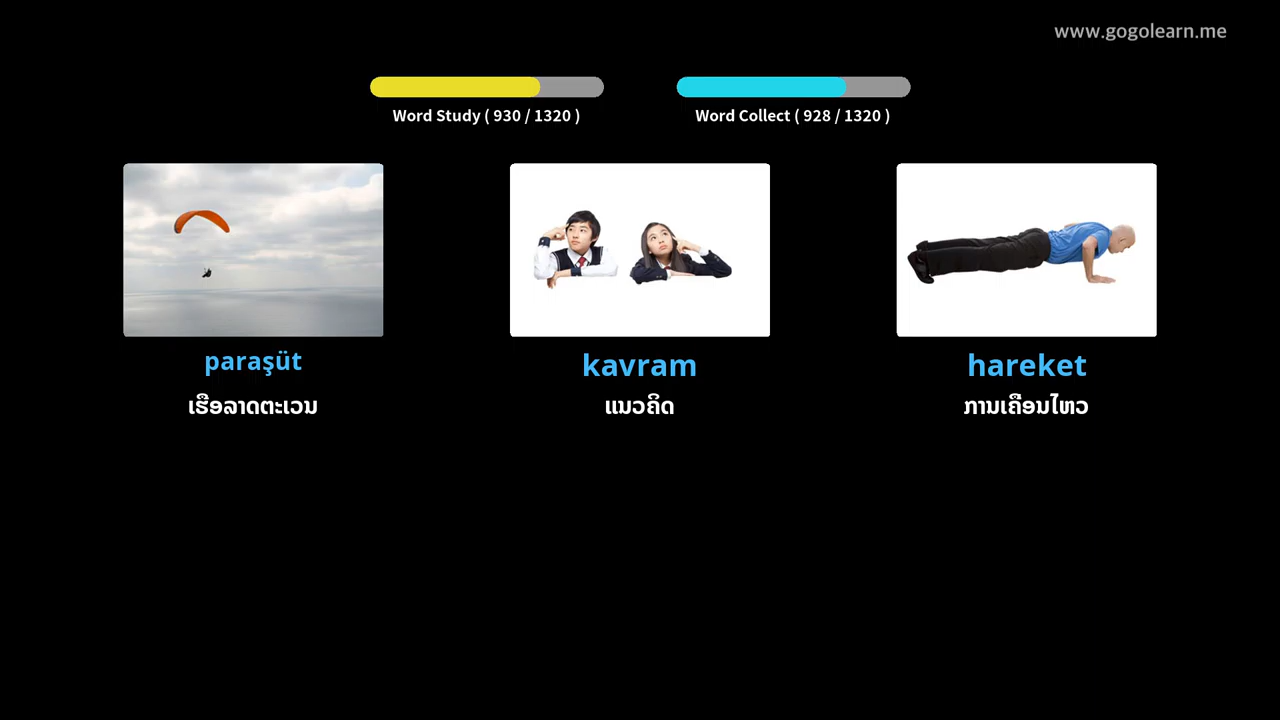 www.gogolearn.me
Word Study ( 930 / 1320 )
Word Collect ( 928 / 1320 )
paraşüt
kavram
hareket
ເຮືອລາດຕະເວນ
ແນວຄິດ
ການເຄືອນໄຫວ